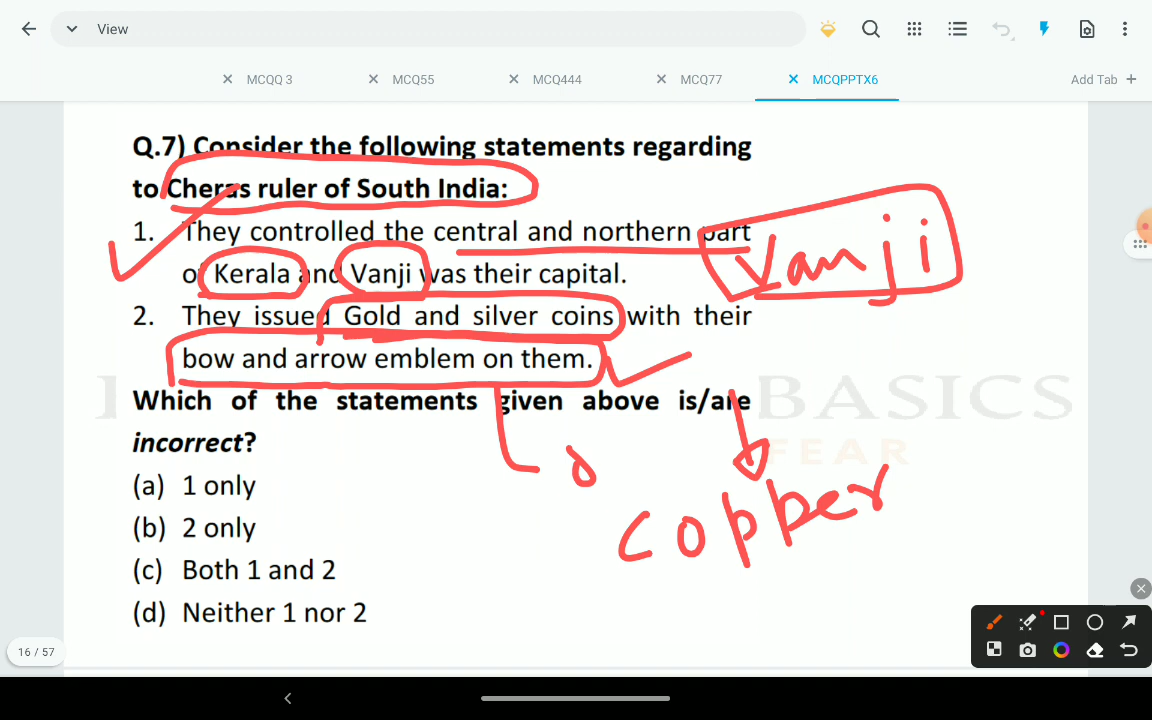 View
MCQQ 3
MCQ55
MCQ444
MCQ77
MCQPPTX6
Add Tab
Q.7) Consider the following statements regarding
to Cheras ruler of South India:
1. They controlled the central and northern part
of Kerala and Vanji was their capital.
Vanji
2. They issued Gold and silver coins with their
bow and arrow emblem on them.
Which of the statements given above is/are
incorrect?
BASICS
FEAR
(a) 1 only
(b) 2 only
copper
(c) Both 1 and 2
(d) Neither 1 nor 2
16 / 57